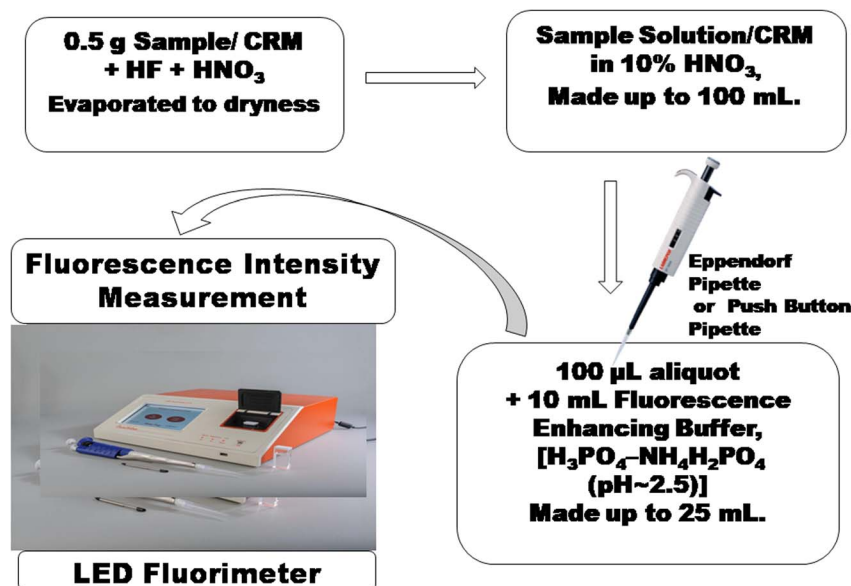 0.5 g Sample/ CRM
+ HF + HNO₃
Evaporated to dryness
Sample Solution/CRM
in 10% HNO₃,
Made up to 100 mL.
Eppendorf
Pipette
or Push Button
Pipette
100 µL aliquot
+ 10 mL Fluorescence
Enhancing Buffer,
[H₃PO₄–NH₄H₂PO₄
(pH~2.5)]
Made up to 25 mL.
Fluorescence Intensity
Measurement
LED Fluorimeter